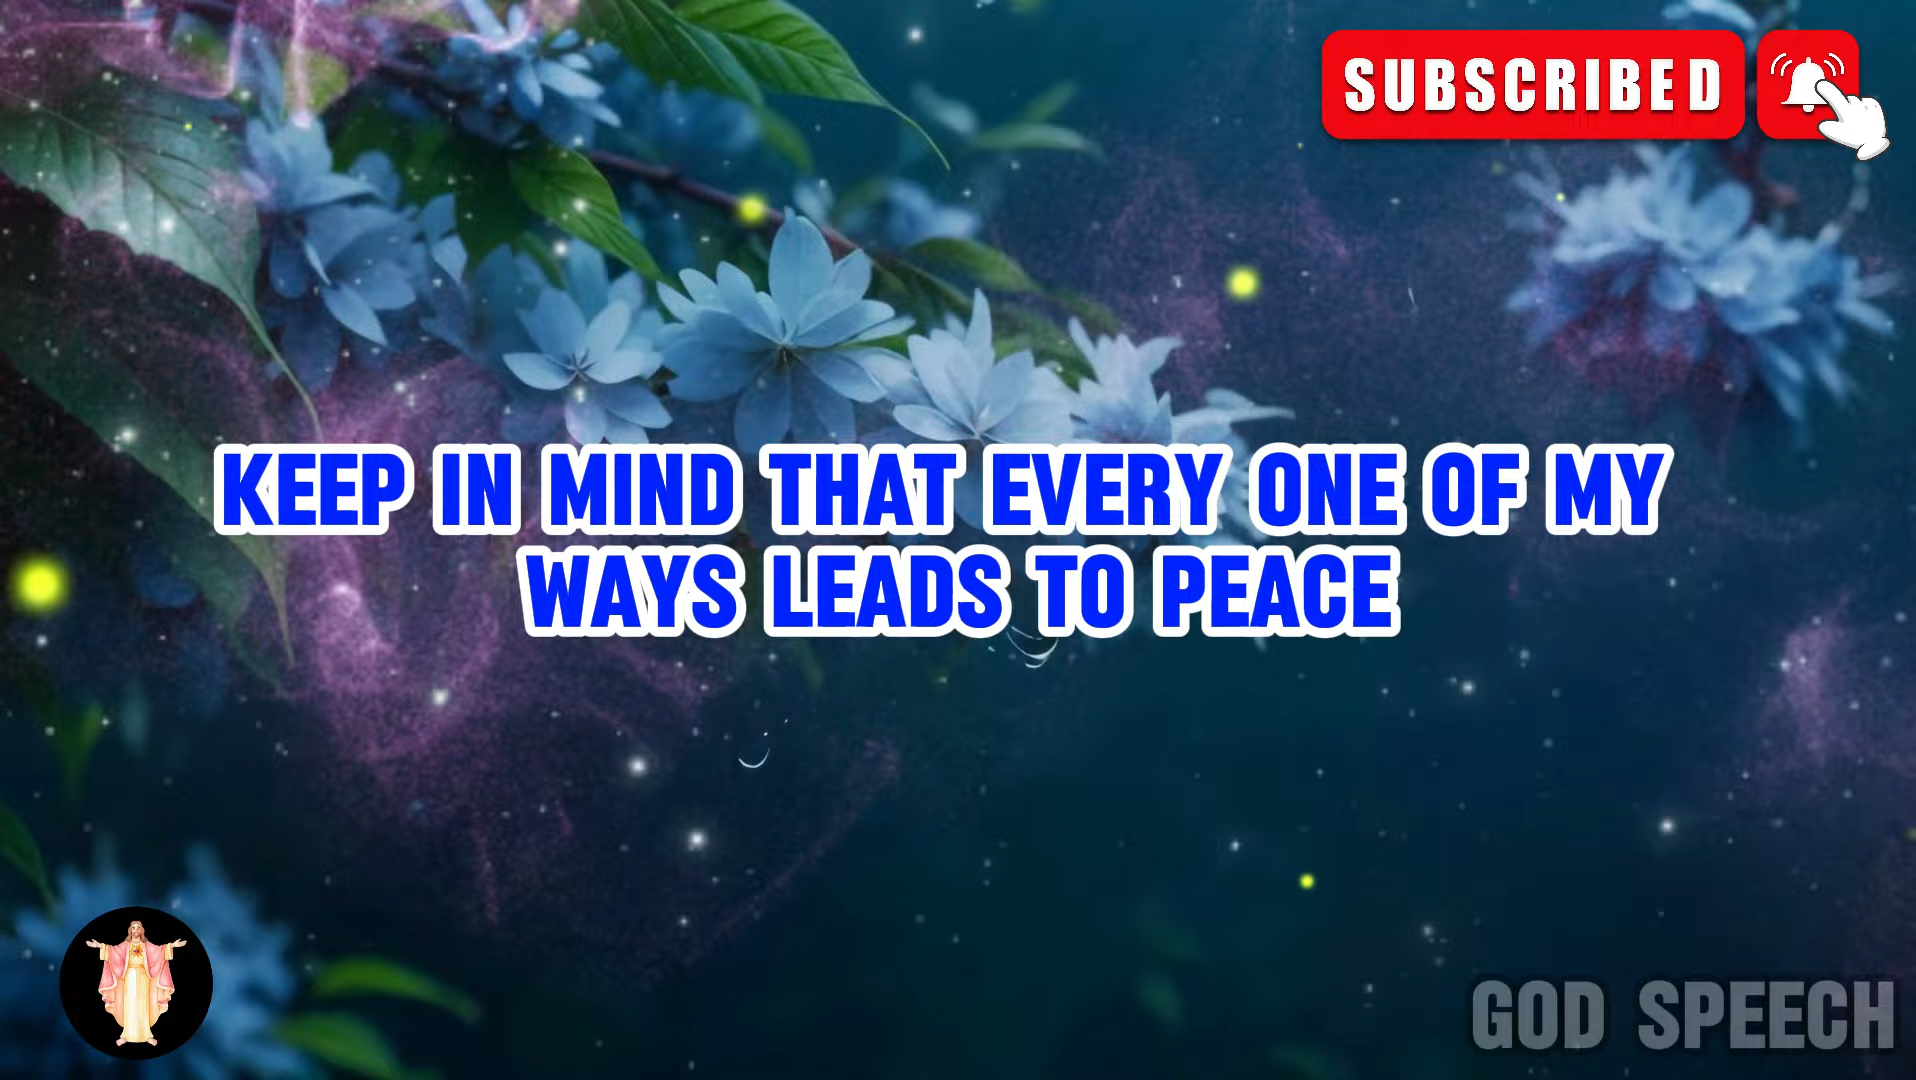 SUBSCRIBED
KEEP IN MIND THAT EVERY ONE OF MY
WAYS LEADS TO PEACE
GOD SPEECH